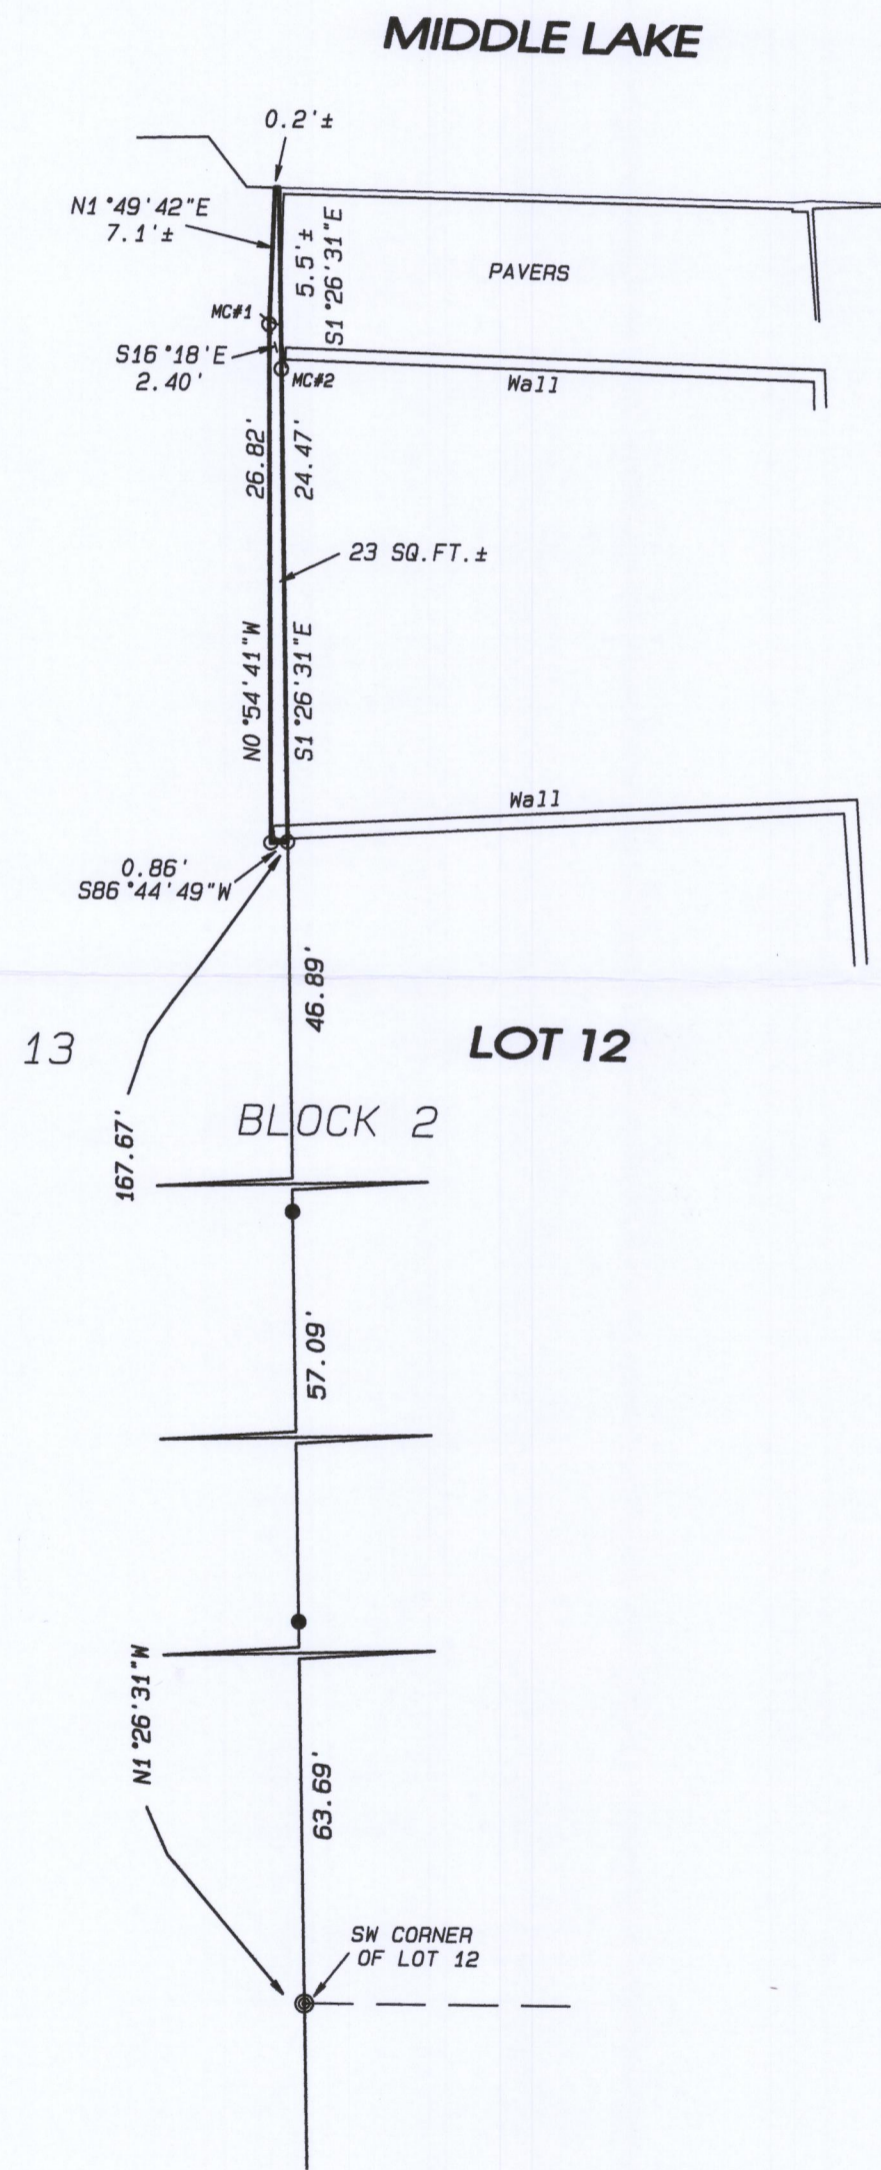 MIDDLE LAKE
0.2'±
N1°49'42"E
7.1'±
5.5'±
S1°26'31"E
PAVERS
MC#1
S16°18'E
2.40'
MC#2
Wall
26.82'
24.47'
23 SQ.FT.±
N0°54'41"W
S1°26'31"E
Wall
0.86'
S86°44'49"W
46.89'
13
LOT 12
BLOCK 2
167.67'
57.09'
N1°26'31"W
63.69'
SW CORNER
OF LOT 12